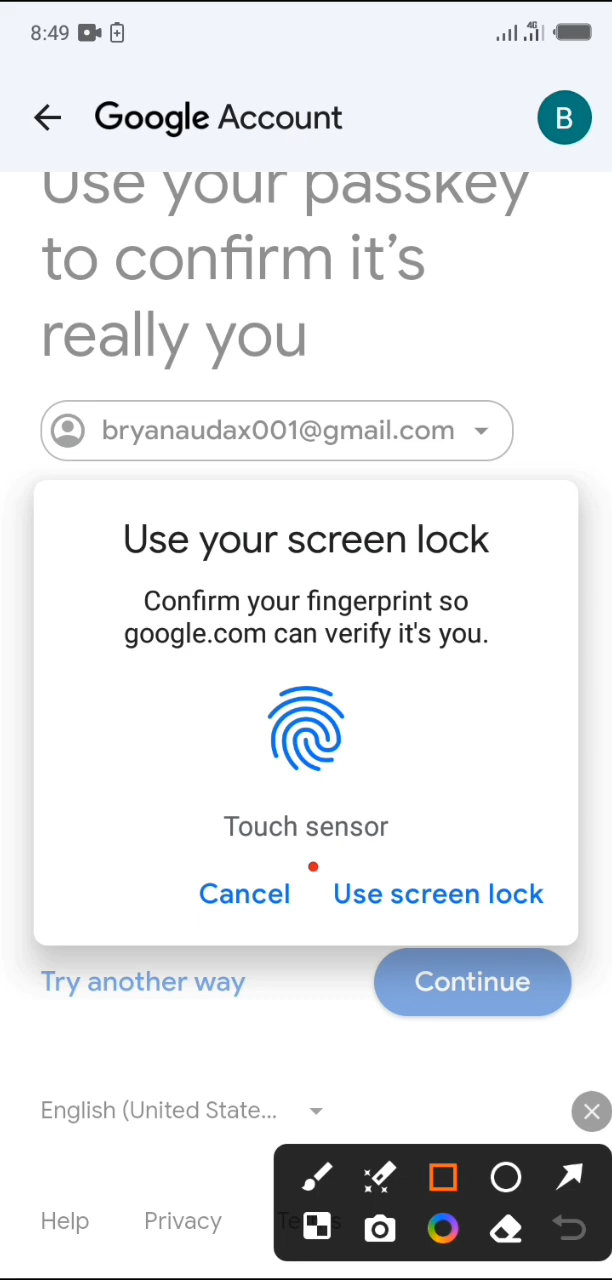 8:49
4G
Google Account
B
Use your passkey
to confirm it’s
really you
bryanaudax001@gmail.com
Use your screen lock
Confirm your fingerprint so
google.com can verify it's you.
Touch sensor
Cancel
Use screen lock
Try another way
Continue
English (United State...
Help
Privacy